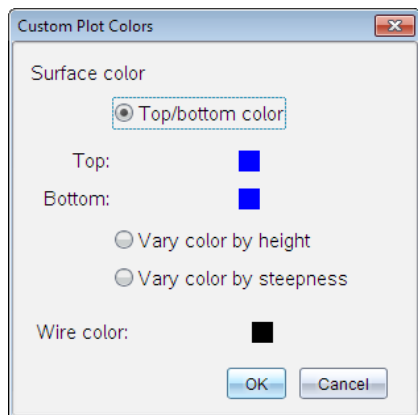 Custom Plot Colors
Surface color
Top/bottom color
Top:
Bottom:
Vary color by height
Vary color by steepness
Wire color:
OK Cancel